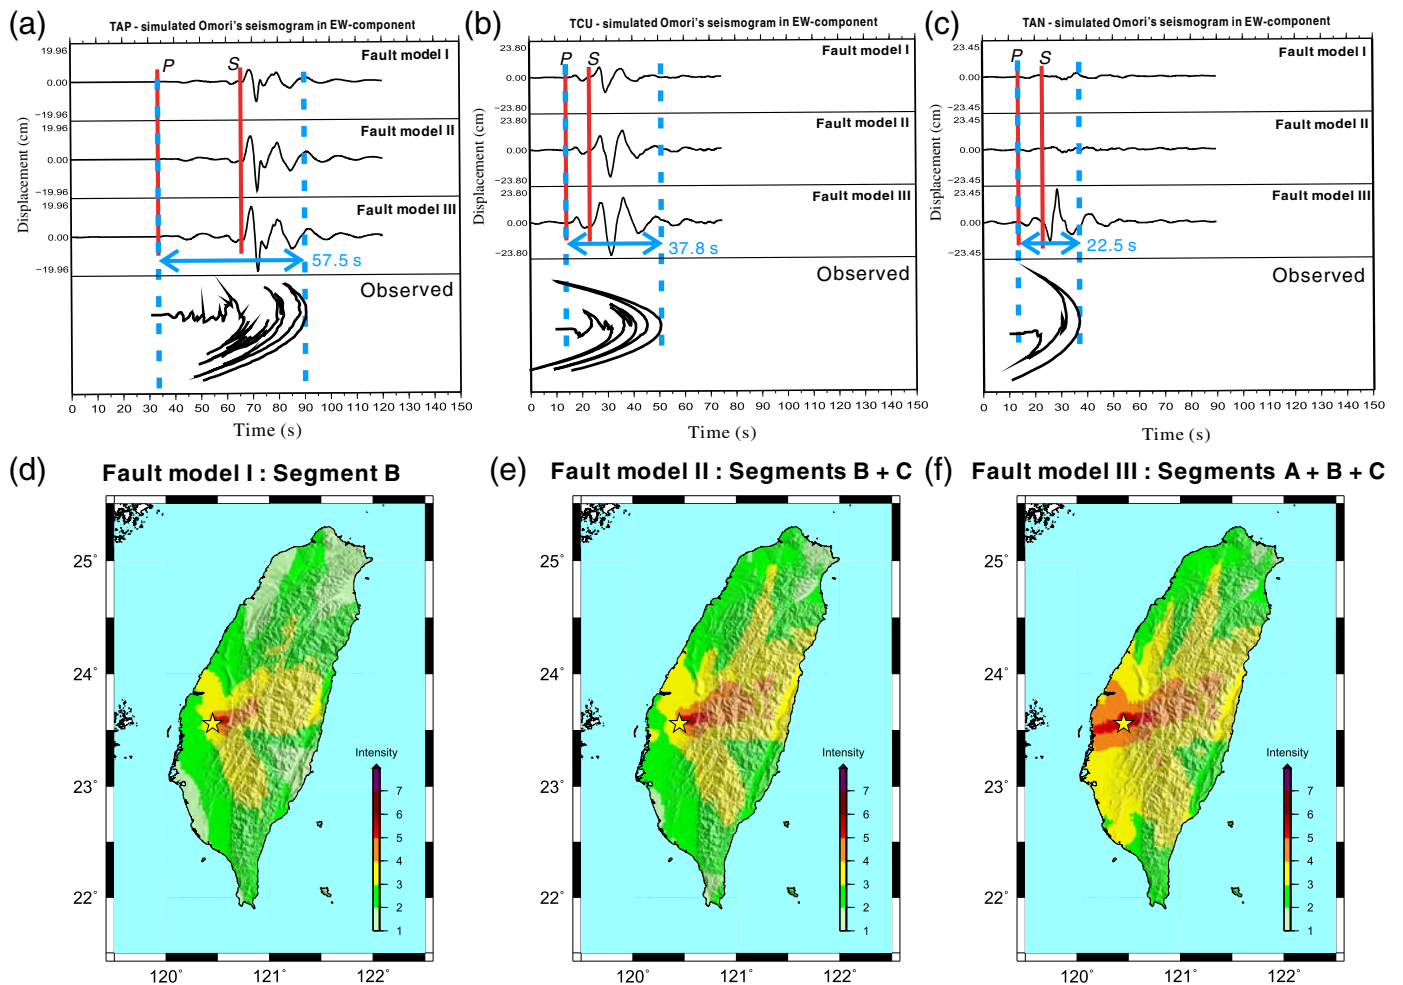 (a)
TAP - simulated Omori's seismogram in EW-component
19.96
0.00
−19.96
19.96
0.00
−19.96
19.96
0.00
−19.96
Displacement (cm)
P
S
Fault model I
Fault model II
Fault model III
57.5 s
Observed
0 10 20 30 40 50 60 70 80 90 100 110 120 130 140 150
Time (s)
(b)
TCU - simulated Omori's seismogram in EW-component
23.80
0.00
−23.80
23.80
0.00
23.80
23.80
0.00
−23.80
Displacement (cm)
P
S
Fault model I
Fault model II
Fault model III
37.8 s
Observed
0 10 20 30 40 50 60 70 80 90 100 110 120 130 140 150
Time (s)
(c)
TAN - simulated Omori's seismogram in EW-component
23.45
0.00
−23.45
23.45
0.00
−23.45
23.45
0.00
−23.45
Displacement (cm)
P
S
Fault model I
Fault model II
Fault model III
22.5 s
Observed
0 10 20 30 40 50 60 70 80 90 100 110 120 130 140 150
Time (s)
(d)
Fault model I : Segment B
25˚
24˚
23˚
22˚
120˚ 121˚ 122˚
Intensity
7
6
5
4
3
2
1
(e)
Fault model II : Segments B + C
25˚
24˚
23˚
22˚
120˚ 121˚ 122˚
Intensity
7
6
5
4
3
2
1
(f)
Fault model III : Segments A + B + C
25˚
24˚
23˚
22˚
120˚ 121˚ 122˚
Intensity
7
6
5
4
3
2
1